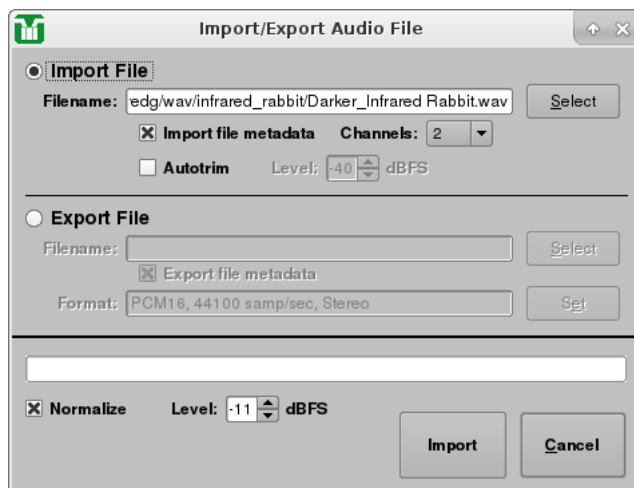 Import/Export Audio File
Import File
Filename: edg/wav/infrared_rabbit/Darker_Infrared Rabbit.wav Select
Import file metadata Channels: 2
Autotrim Level: -40 dBFS
Export File
Filename: Select
Export file metadata
Format: PCM16, 44100 samp/sec, Stereo Set
Normalize Level: -11 dBFS
Import Cancel